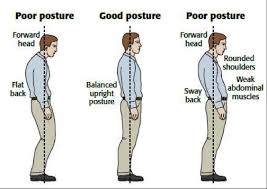 Poor posture
Good posture
Poor posture
Forward
head
Flat
back
Balanced
upright
posture
Forward
head
Rounded
shoulders
Weak
abdominal
muscles
Sway
back